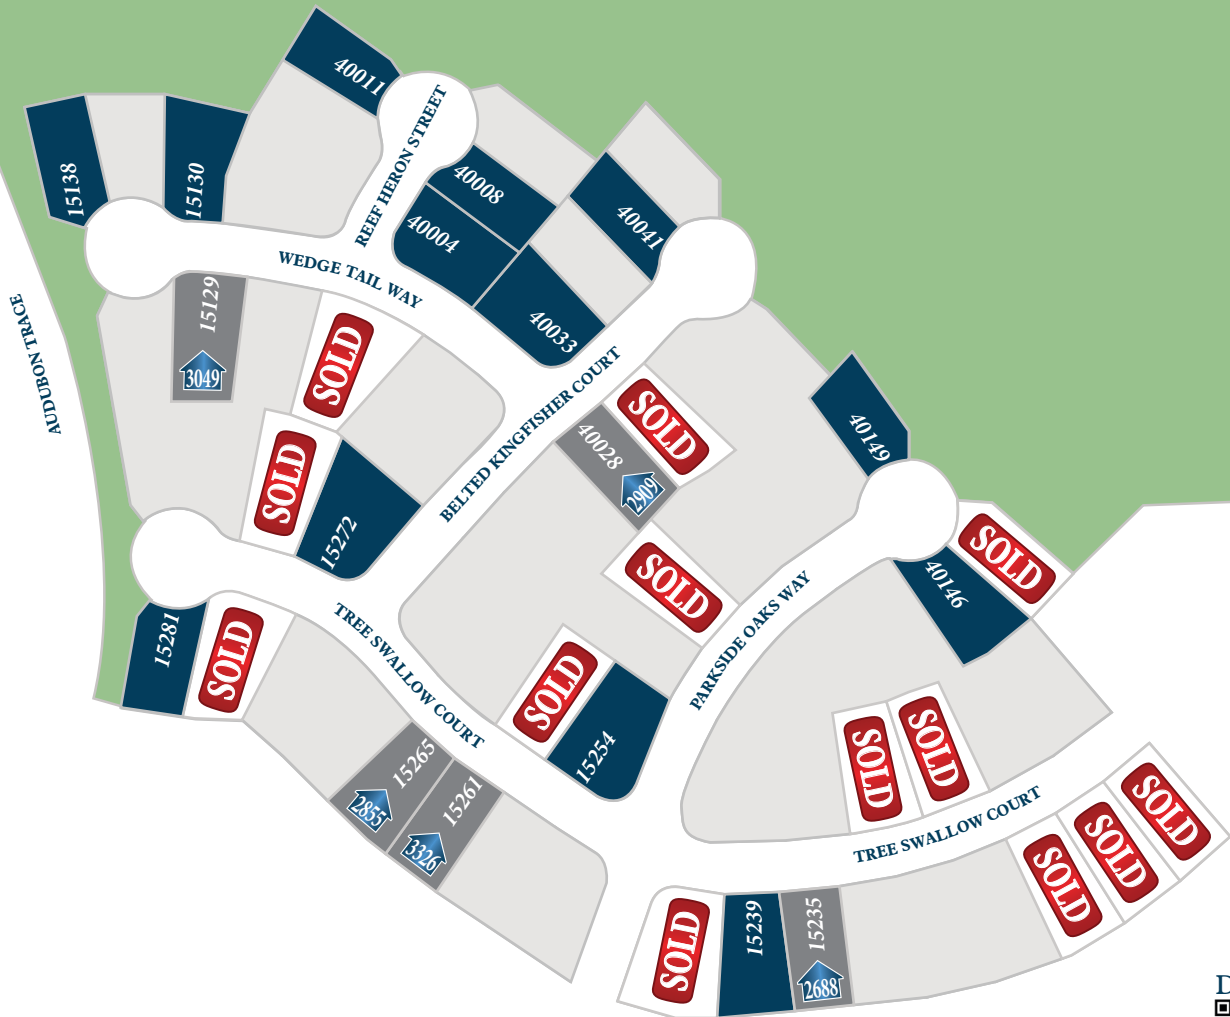 40011
REEF HERON STREET
15138
15130
40008
40004
40041
WEDGE TAIL WAY
15129
3049
40033
AUDUBON TRACE
SOLD
BELTED KINGFISHER COURT
SOLD
40028
2909
40149
SOLD
15272
SOLD
40146
SOLD
15281
SOLD
TREE SWALLOW COURT
PARKSIDE OAKS WAY
SOLD
15254
15265
2855
15261
3326
SOLD
SOLD
TREE SWALLOW COURT
SOLD
SOLD
SOLD
SOLD
15239
15235
2688
D